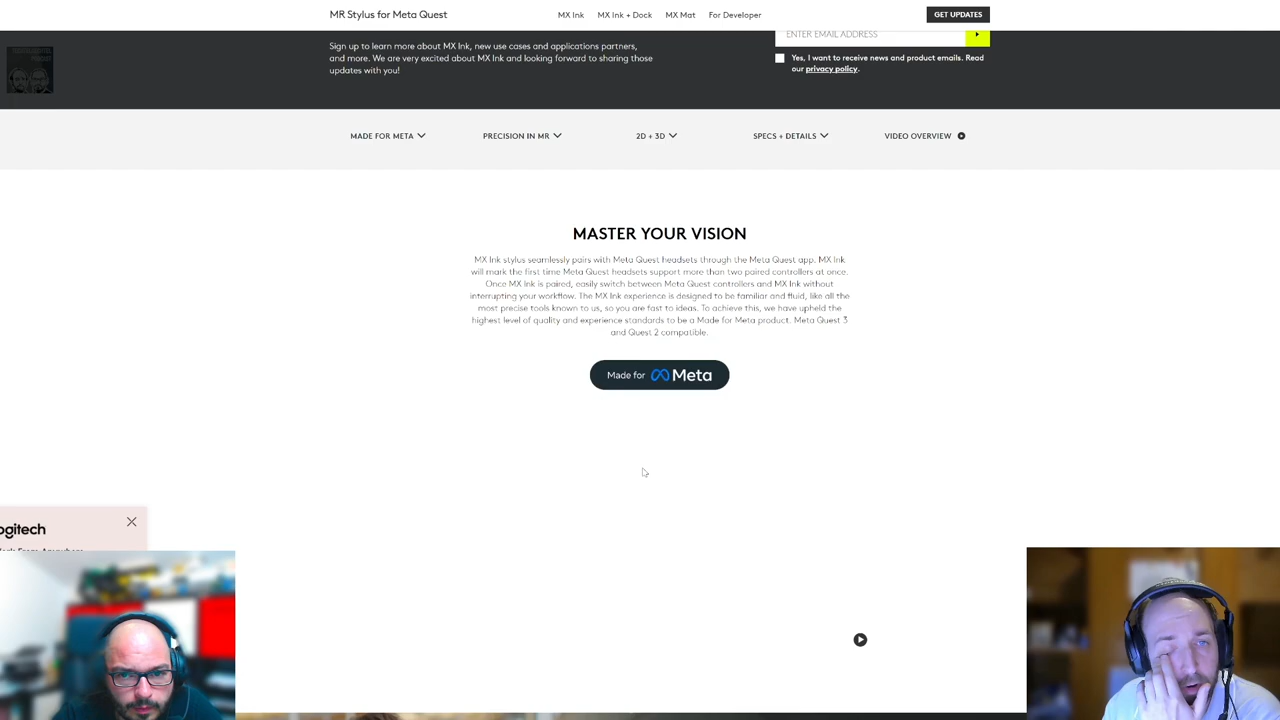 MR Stylus for Meta Quest
MX Ink
MX Ink + Dock
MX Mat
For Developer
GET UPDATES
Sign up to learn more about MX Ink, new use cases and applications partners,
and more. We are very excited about MX Ink and looking forward to sharing those
updates with you!
ENTER EMAIL ADDRESS
Yes, I want to receive news and product emails. Read
our privacy policy.
MADE FOR META
PRECISION IN MR
2D + 3D
SPECS + DETAILS
VIDEO OVERVIEW
MASTER YOUR VISION
MX Ink stylus seamlessly pairs with Meta Quest headsets through the Meta Quest app. MX Ink
will mark the first time Meta Quest headsets support more than two paired controllers at once.
Once MX Ink is paired, easily switch between Meta Quest controllers and MX Ink without
interrupting your workflow. The MX Ink experience is designed to be familiar and fluid, like all the
most precise tools known to us, so you are fast to ideas. To achieve this, we have upheld the
highest level of quality and experience standards to be a Made for Meta product. Meta Quest 3
and Quest 2 compatible.
Made for Meta
ogitech